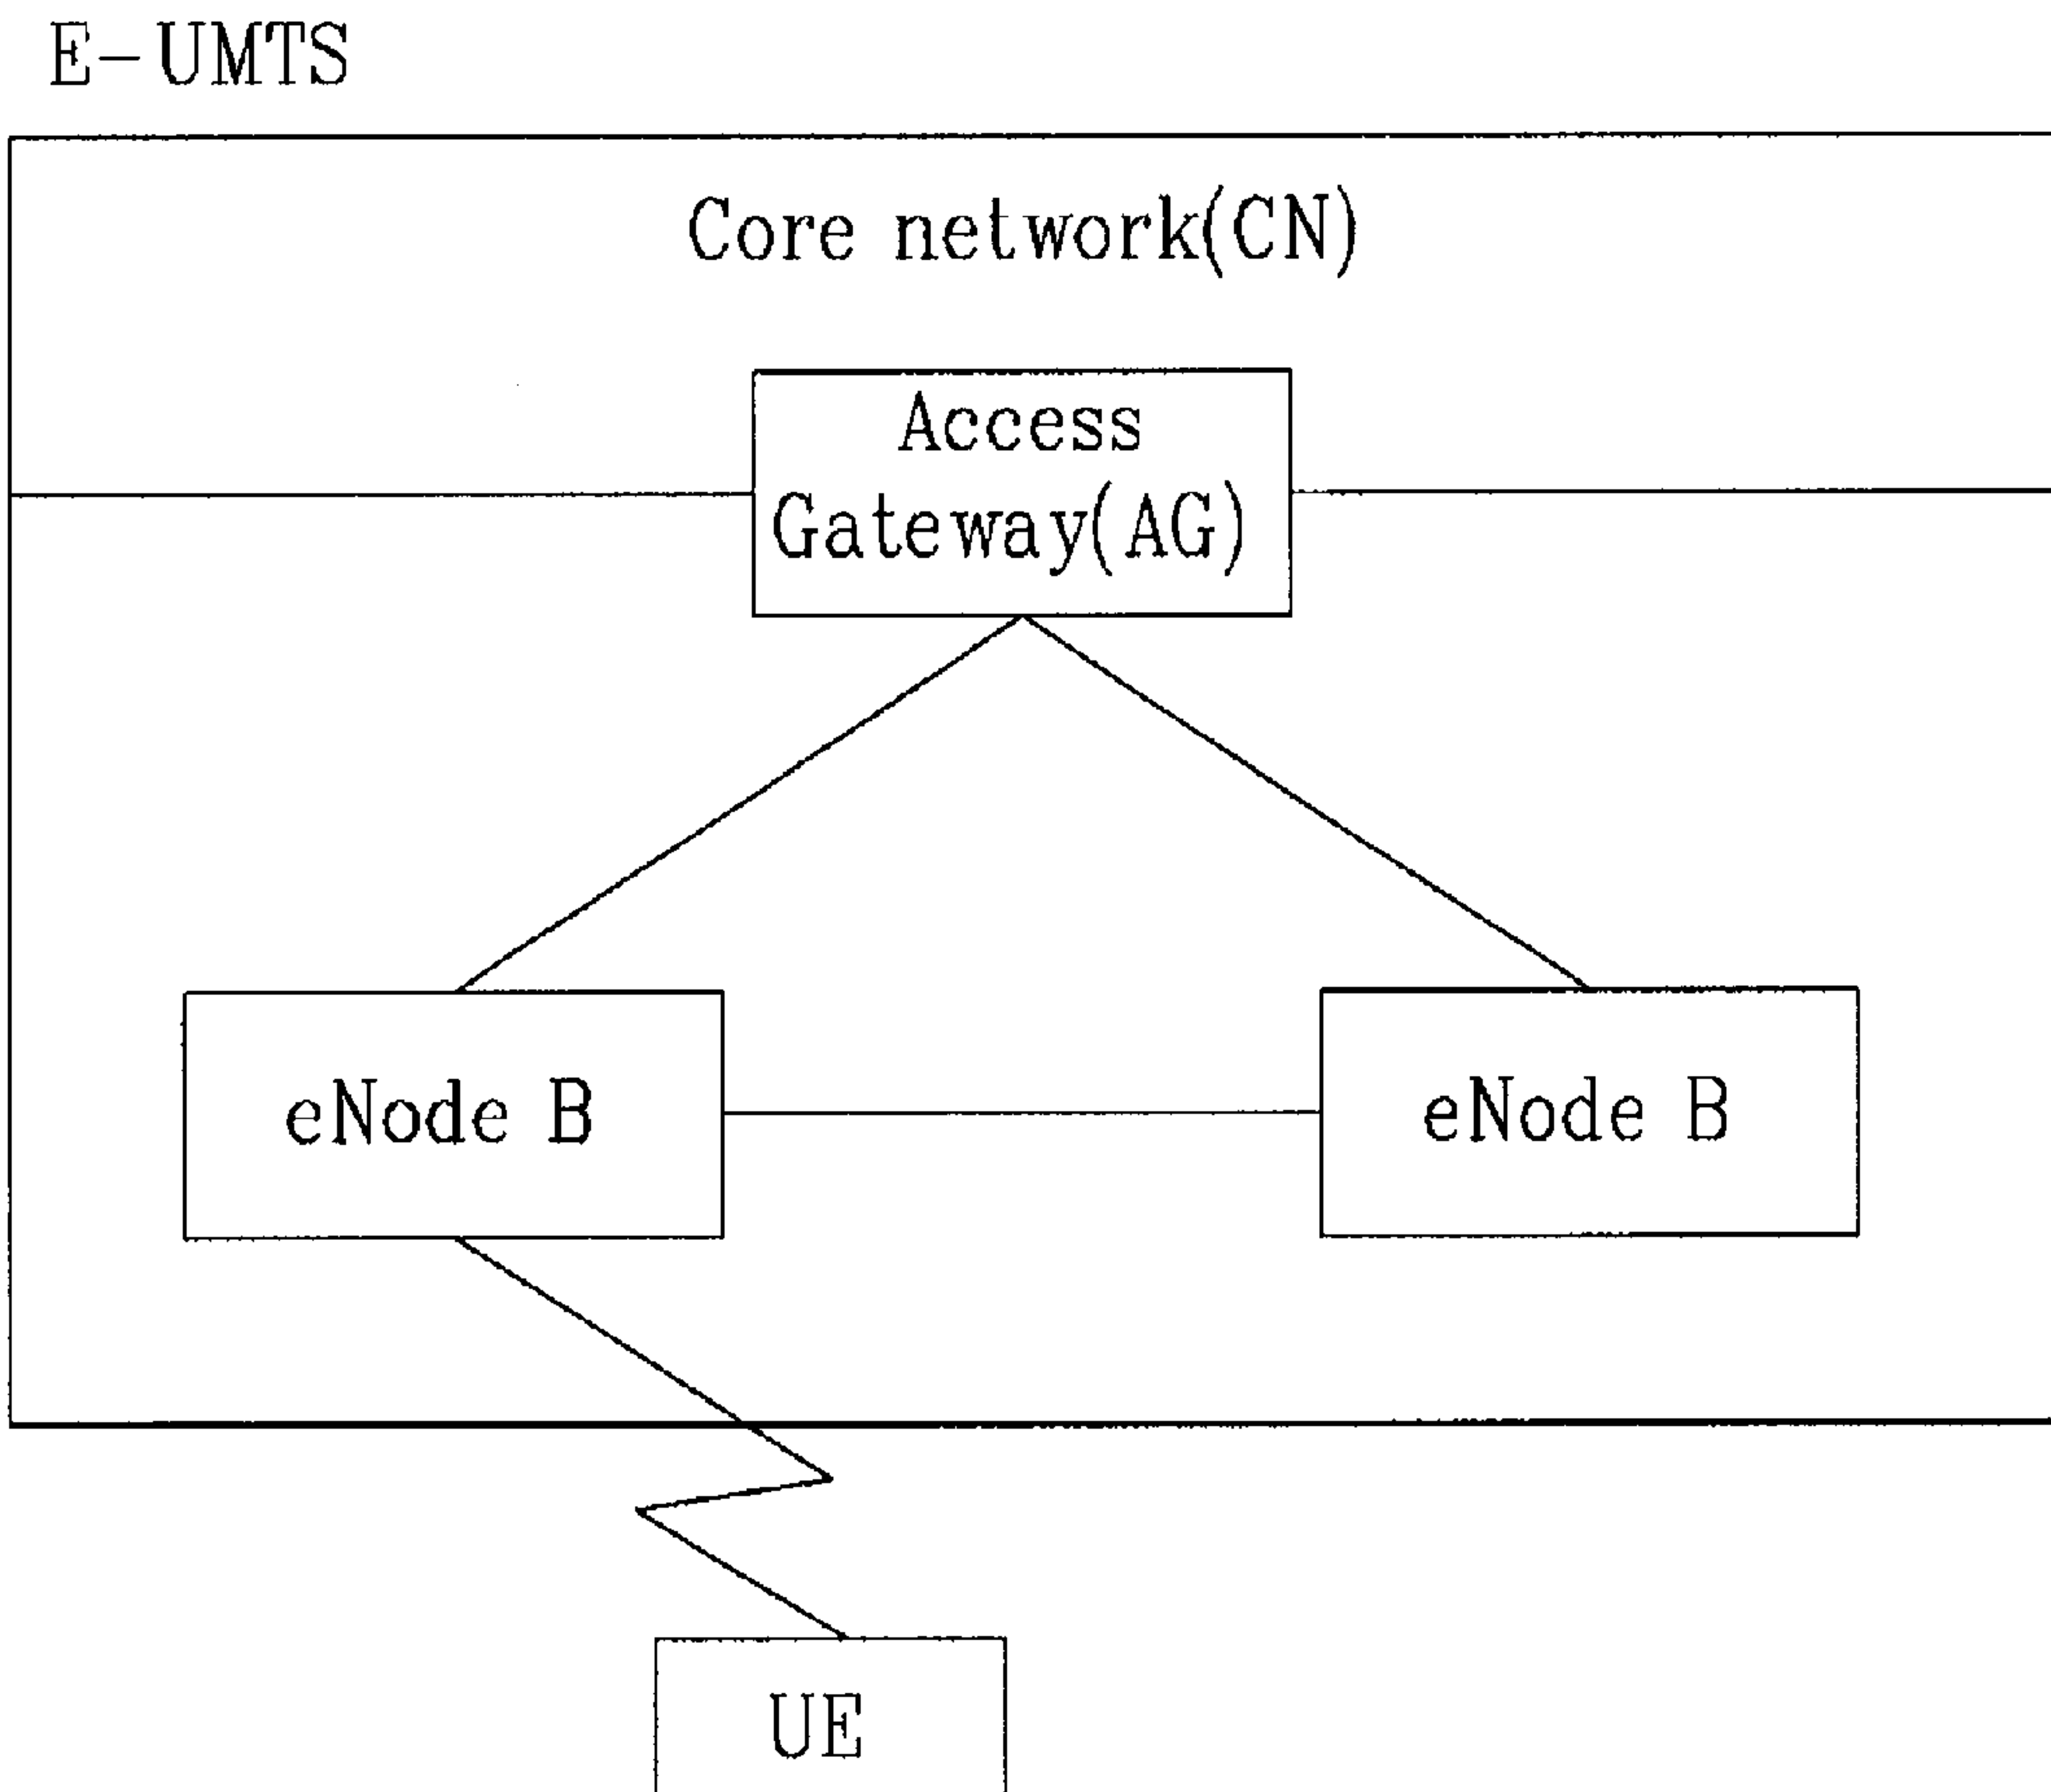 E-UMTS
Core network(CN)
Access
Gateway(AG)
eNode B
eNode B
UE